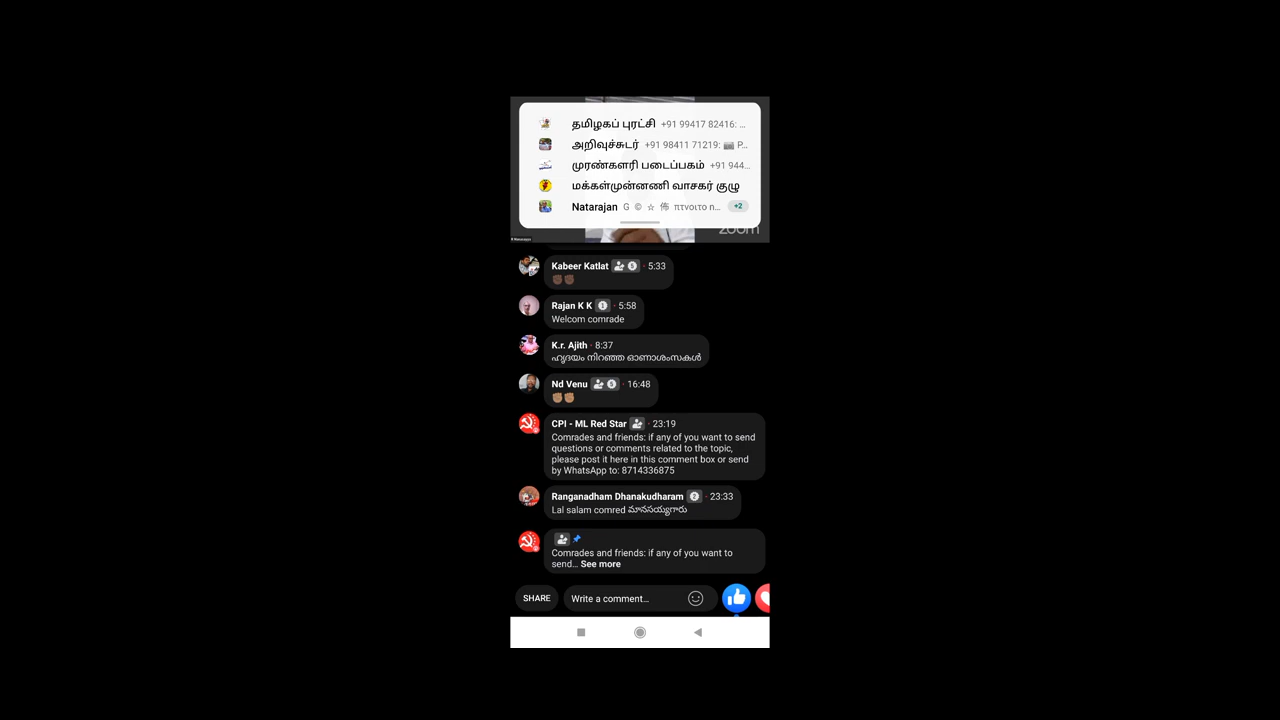 தமிழகப் புரட்சி +91 99417 82416: ...
அறிவுச்சுடர் +91 98411 71219: P...
முரண்களரி படைப்பகம் +91 944...
மக்கள்முன்னணி வாசகர் குழு
Natarajan G © ☆ 佈 πτνοιτο n... +2
zoom
Kabeer Katlat · 5:33
Rajan K K · 5:58
Welcom comrade
K.r. Ajith · 8:37
ഹൃദയം നിറഞ്ഞ ഓണാശംസകൾ
Nd Venu · 16:48
CPI - ML Red Star · 23:19
Comrades and friends: if any of you want to send
questions or comments related to the topic,
please post it here in this comment box or send
by WhatsApp to: 8714336875
Ranganadham Dhanakudharam · 23:33
Lal salam comred మానసయ్యగారు
Comrades and friends: if any of you want to
send... See more
SHARE
Write a comment...